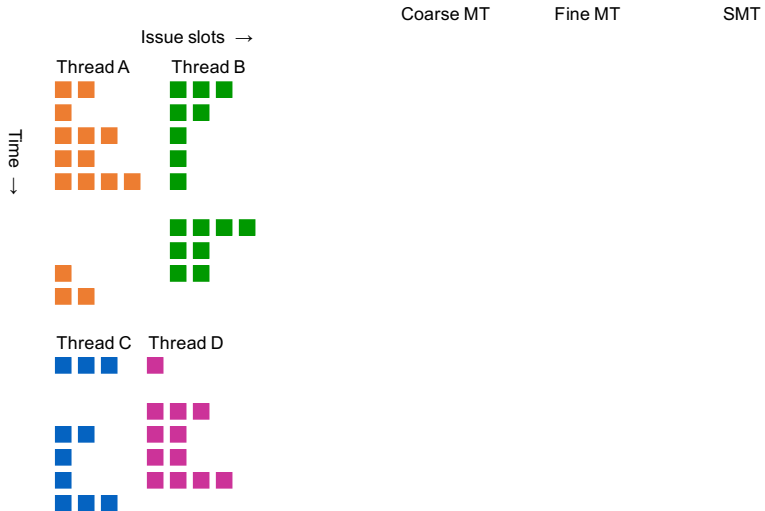 Coarse MT Fine MT SMT
Issue slots →
Thread A Thread B
Time →
Thread C Thread D